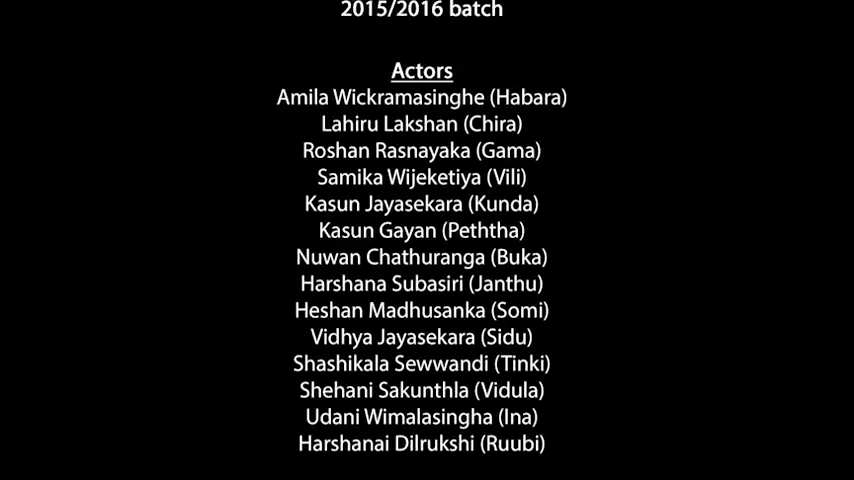 2015/2016 batch
Actors
Amila Wickramasinghe (Habara)
Lahiru Lakshan (Chira)
Roshan Rasnayaka (Gama)
Samika Wijeketiya (Vili)
Kasun Jayasekara (Kunda)
Kasun Gayan (Peththa)
Nuwan Chathuranga (Buka)
Harshana Subasiri (Janthu)
Heshan Madhusanka (Somi)
Vidhya Jayasekara (Sidu)
Shashikala Sewwandi (Tinki)
Shehani Sakunthla (Vidula)
Udani Wimalasingha (Ina)
Harshanai Dilrukshi (Ruubi)